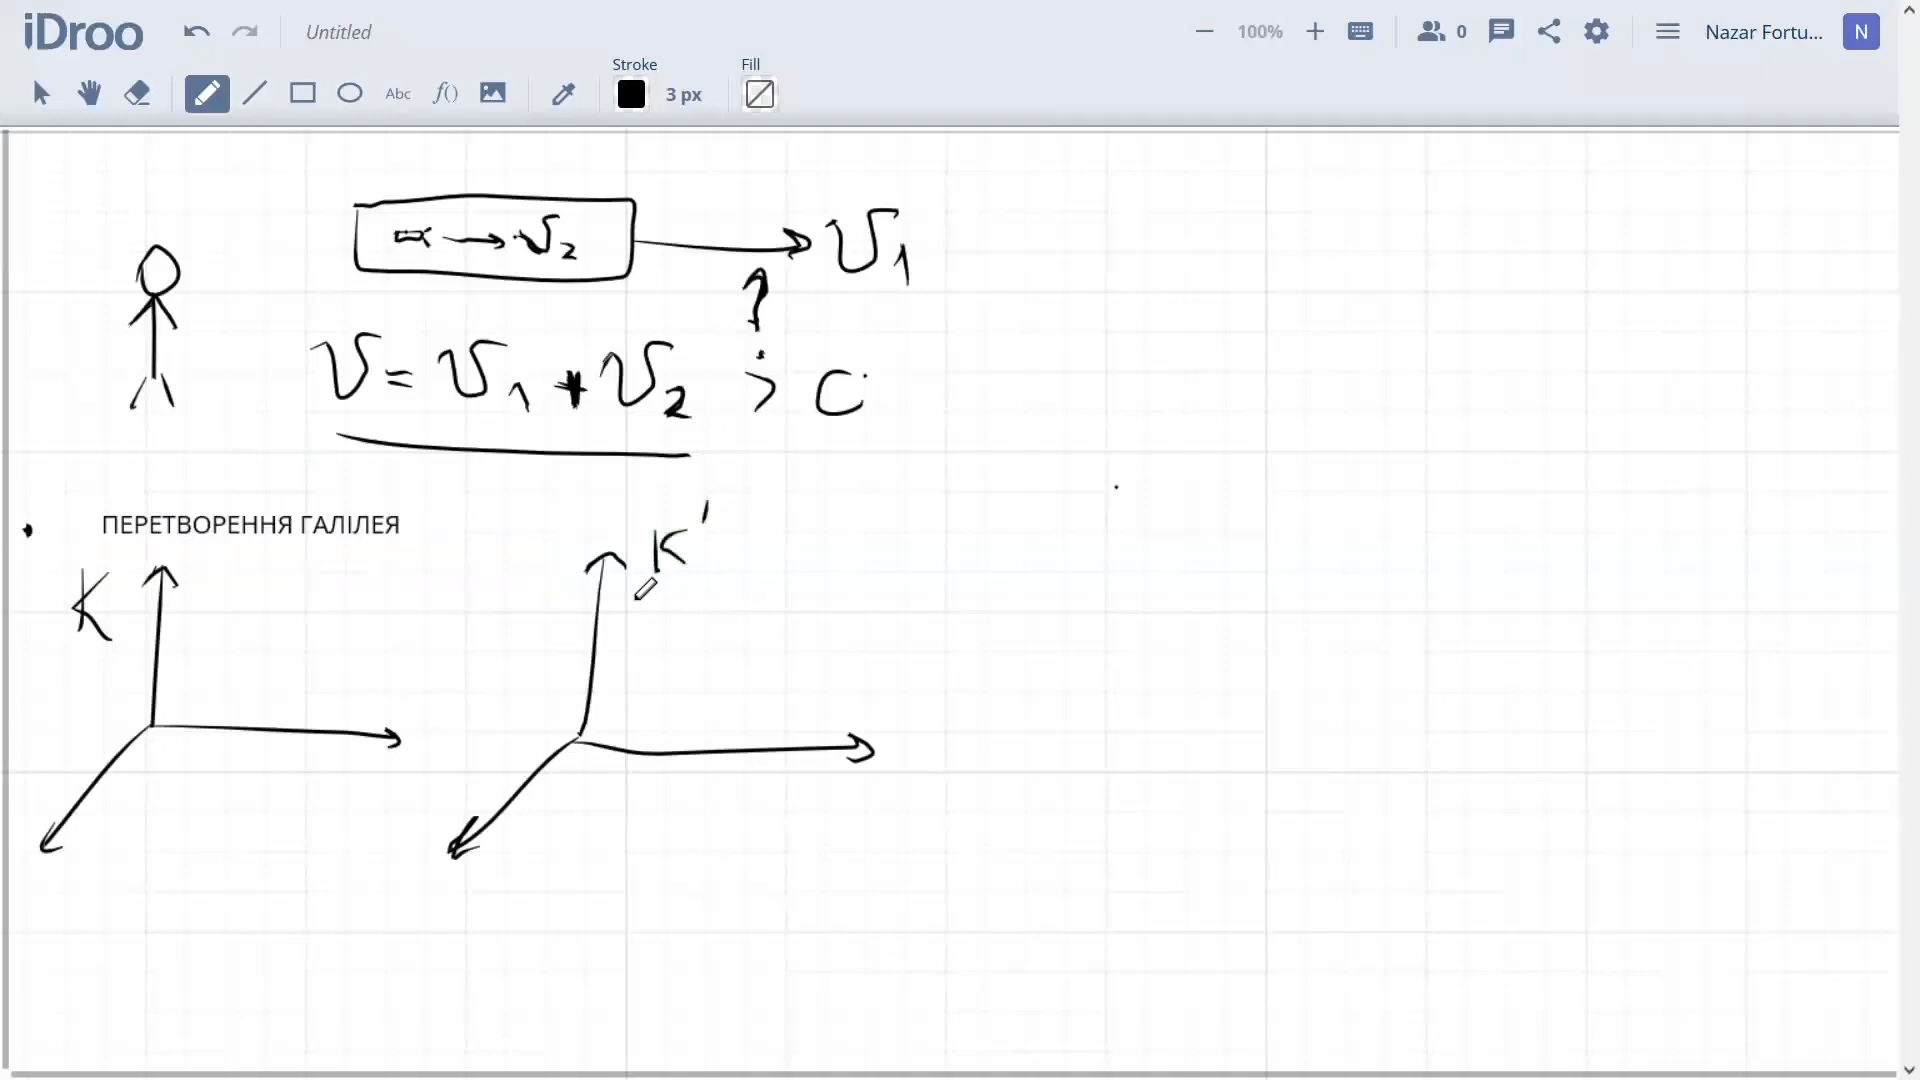 iDroo Untitled 100% 0 Nazar Fortu... N
Abc f() Stroke 3 px Fill
α → v₂ → v₁
?
v = v₁ + v₂ > c
ПЕРЕТВОРЕННЯ ГАЛІЛЕЯ
K K'